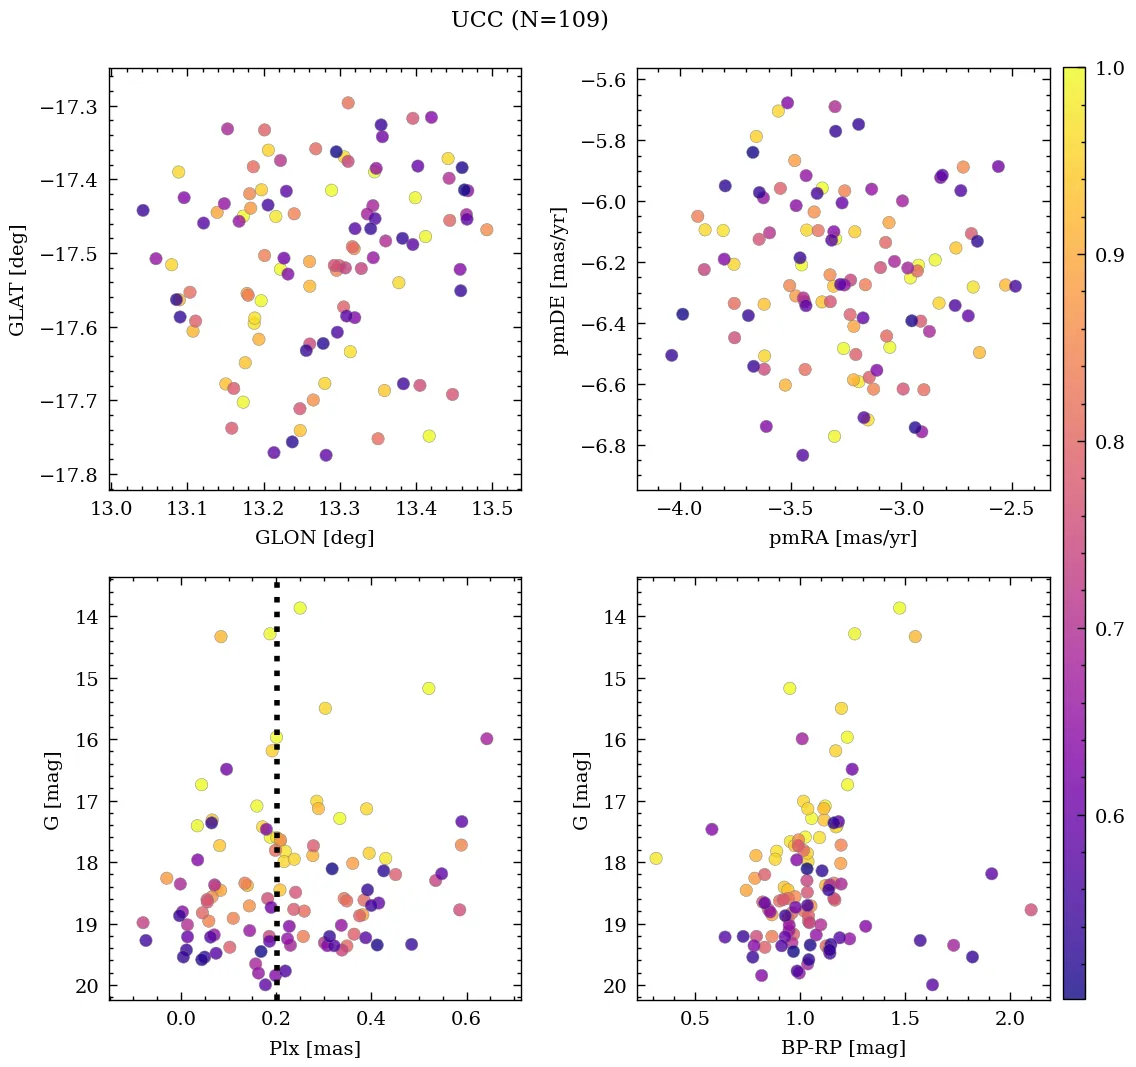 UCC (N=109)
−17.3
−17.4
−17.5
−17.6
−17.7
−17.8
GLAT [deg]
13.0 13.1 13.2 13.3 13.4 13.5
GLON [deg]
−5.6
−5.8
−6.0
−6.2
−6.4
−6.6
−6.8
pmDE [mas/yr]
−4.0 −3.5 −3.0 −2.5
pmRA [mas/yr]
1.0
0.9
0.8
0.7
0.6
14
15
16
17
18
19
20
G [mag]
0.0 0.2 0.4 0.6
Plx [mas]
14
15
16
17
18
19
20
G [mag]
0.5 1.0 1.5 2.0
BP-RP [mag]